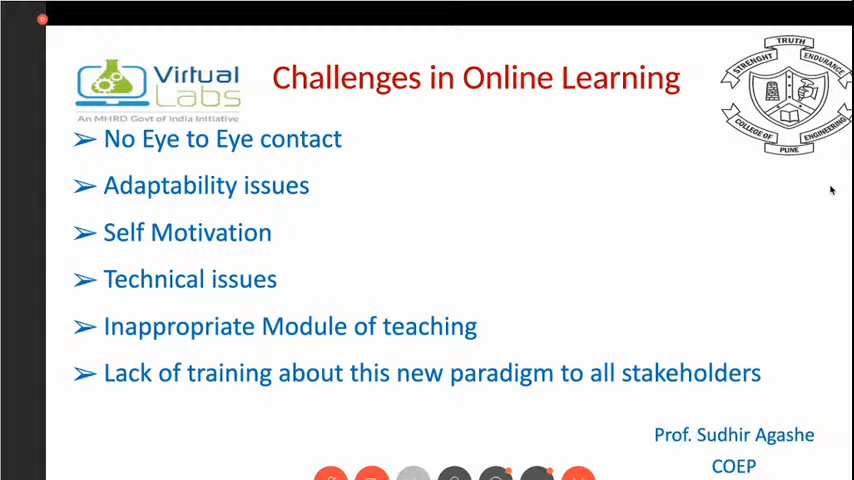 Virtual
Labs
An MHRD Govt of India Initiative
Challenges in Online Learning
TRUTH
STRENGHT
ENDURANCE
COLLEGE OF
ENGINEERING
PUNE
➢ No Eye to Eye contact
➢ Adaptability issues
➢ Self Motivation
➢ Technical issues
➢ Inappropriate Module of teaching
➢ Lack of training about this new paradigm to all stakeholders
Prof. Sudhir Agashe
COEP